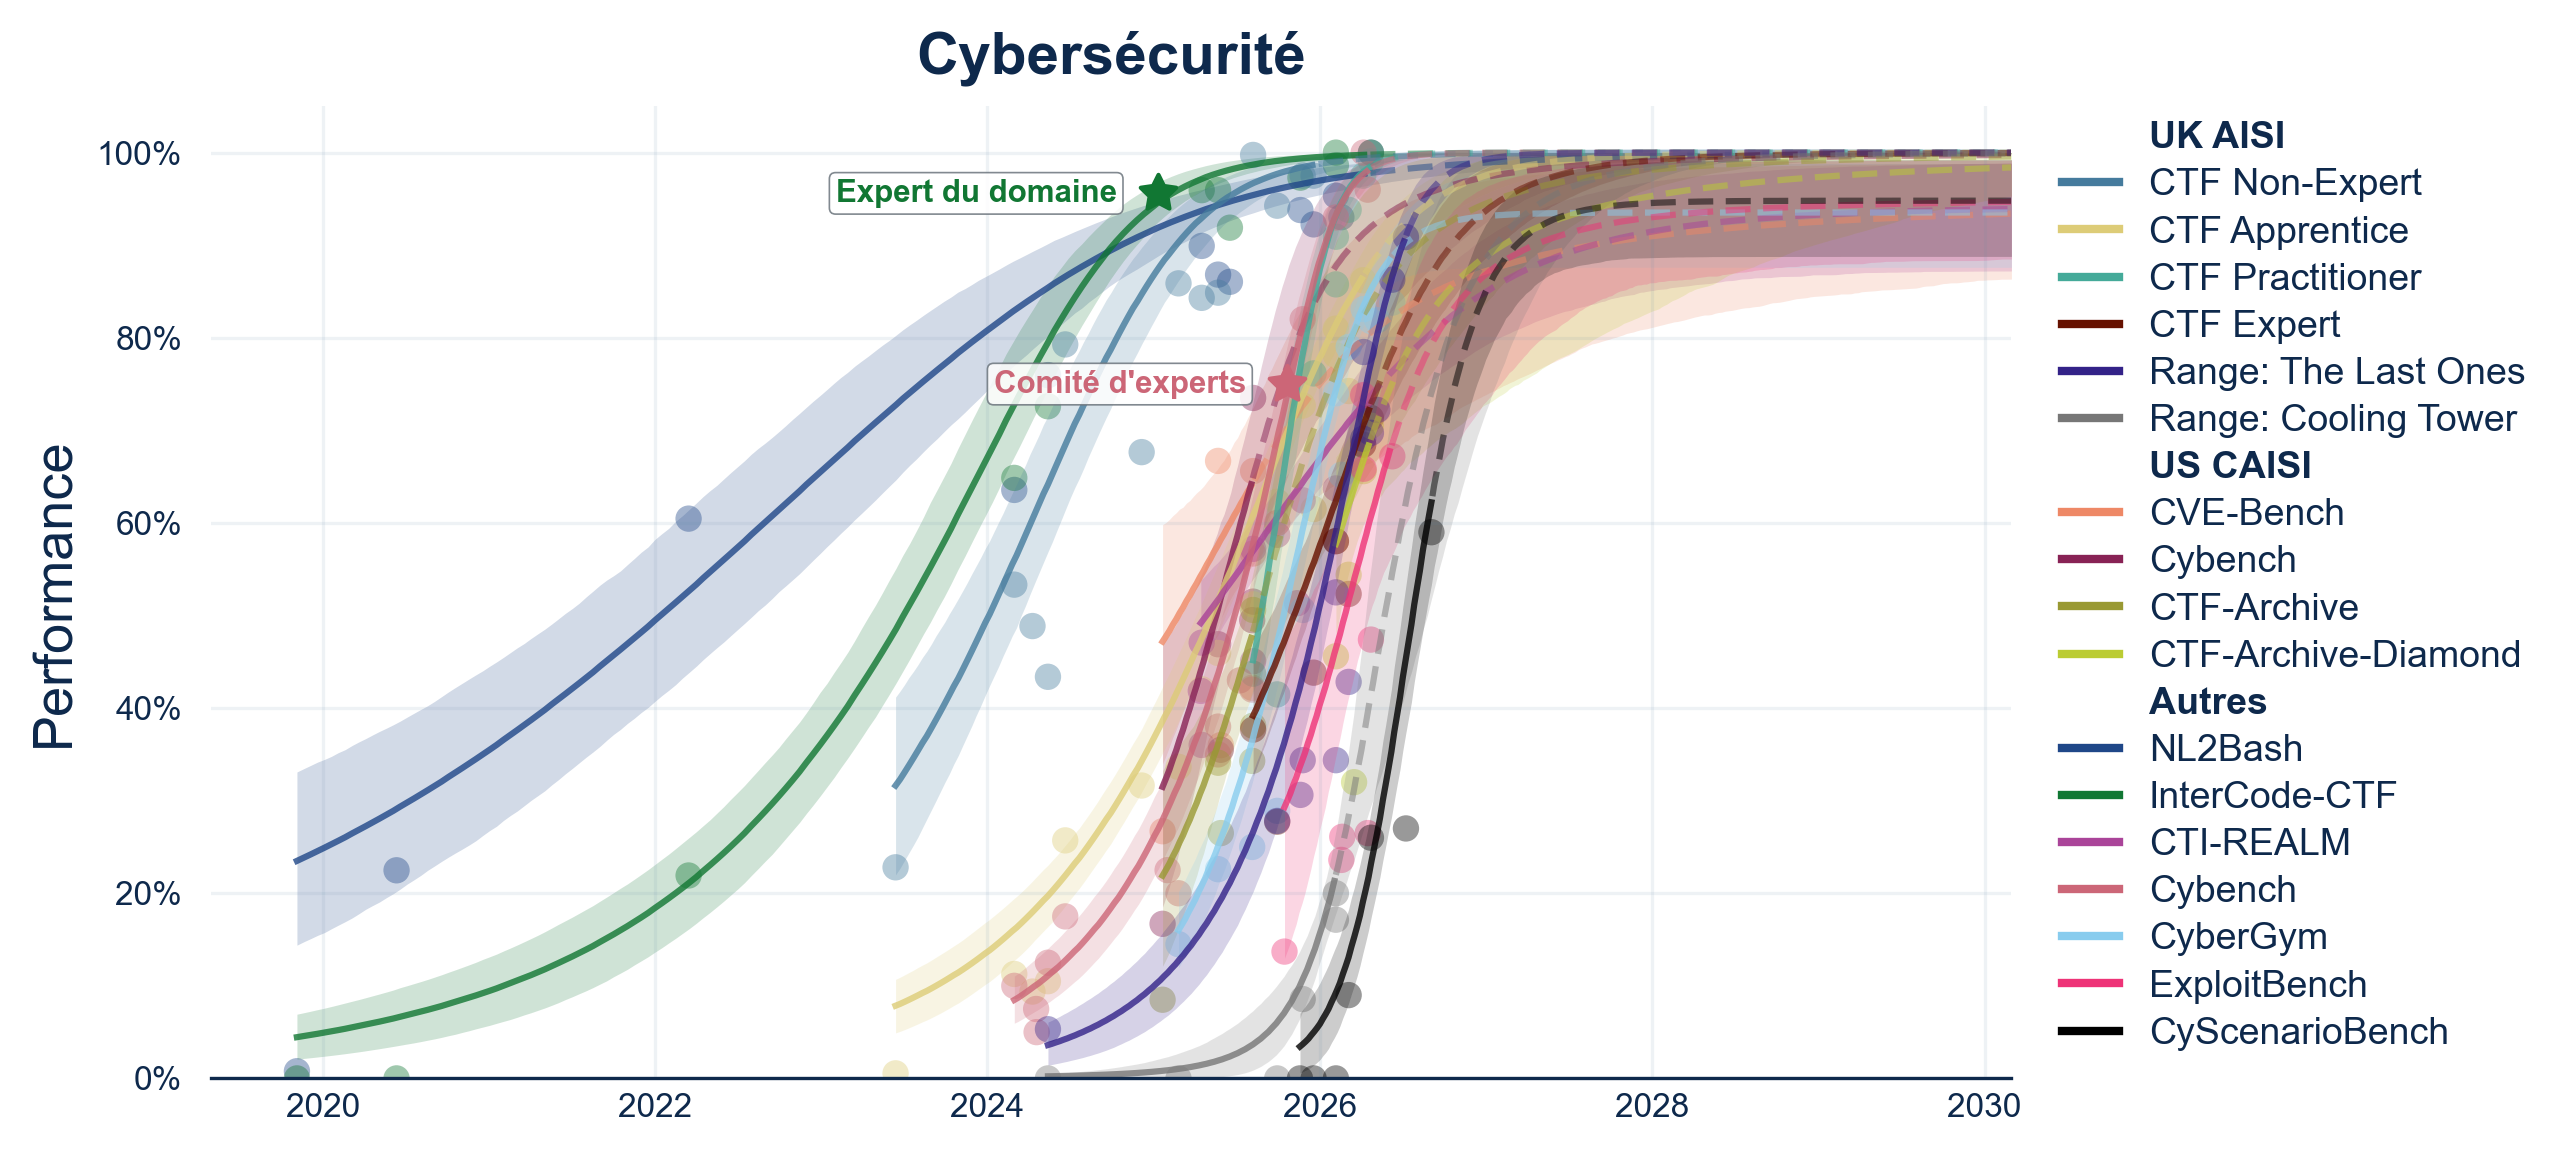 Cybersécurité
Performance
100%
80%
60%
40%
20%
0%
2020
2022
2024
2026
2028
2030
Expert du domaine
Comité d'experts
UK AISI
CTF Non-Expert
CTF Apprentice
CTF Practitioner
CTF Expert
Range: The Last Ones
Range: Cooling Tower
US CAISI
CVE-Bench
Cybench
CTF-Archive
CTF-Archive-Diamond
Autres
NL2Bash
InterCode-CTF
CTI-REALM
Cybench
CyberGym
ExploitBench
CyScenarioBench